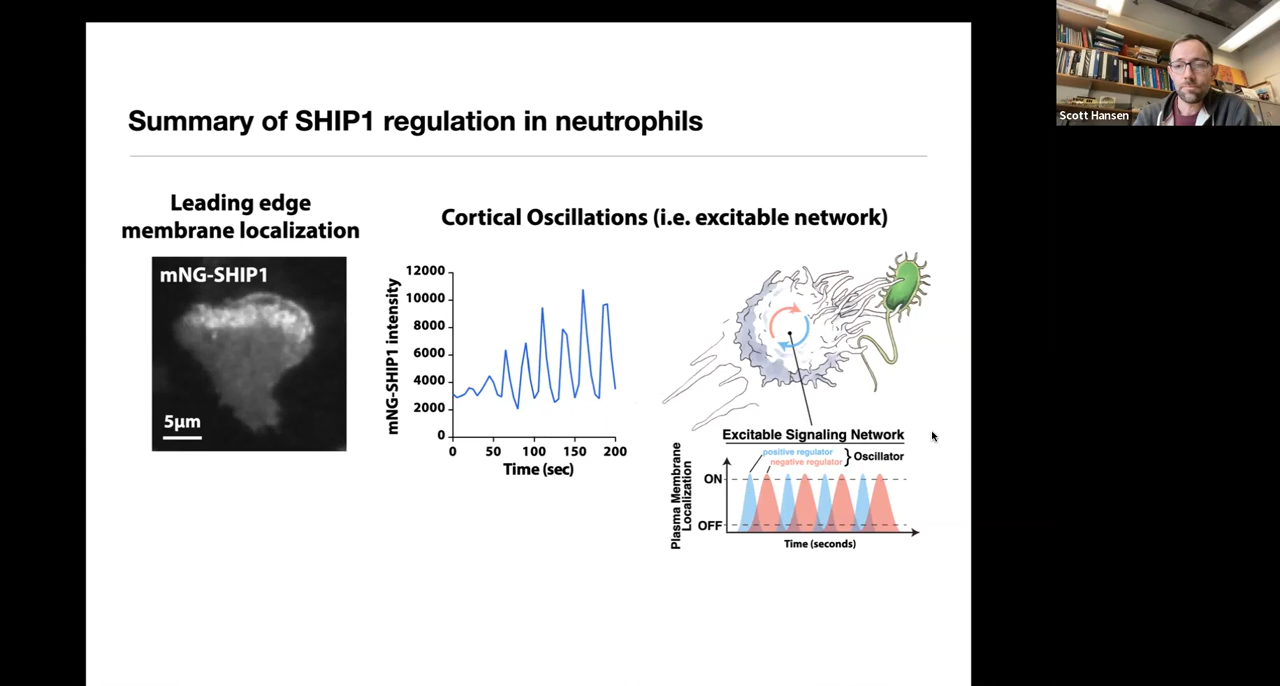 Summary of SHIP1 regulation in neutrophils
Leading edge
membrane localization
mNG-SHIP1
5μm
Cortical Oscillations (i.e. excitable network)
mNG-SHIP1 intensity
12000
10000
8000
6000
4000
2000
0
0 50 100 150 200
Time (sec)
Excitable Signaling Network
positive regulator
negative regulator
Oscillator
Plasma Membrane
Localization
ON
OFF
Time (seconds)
Scott Hansen